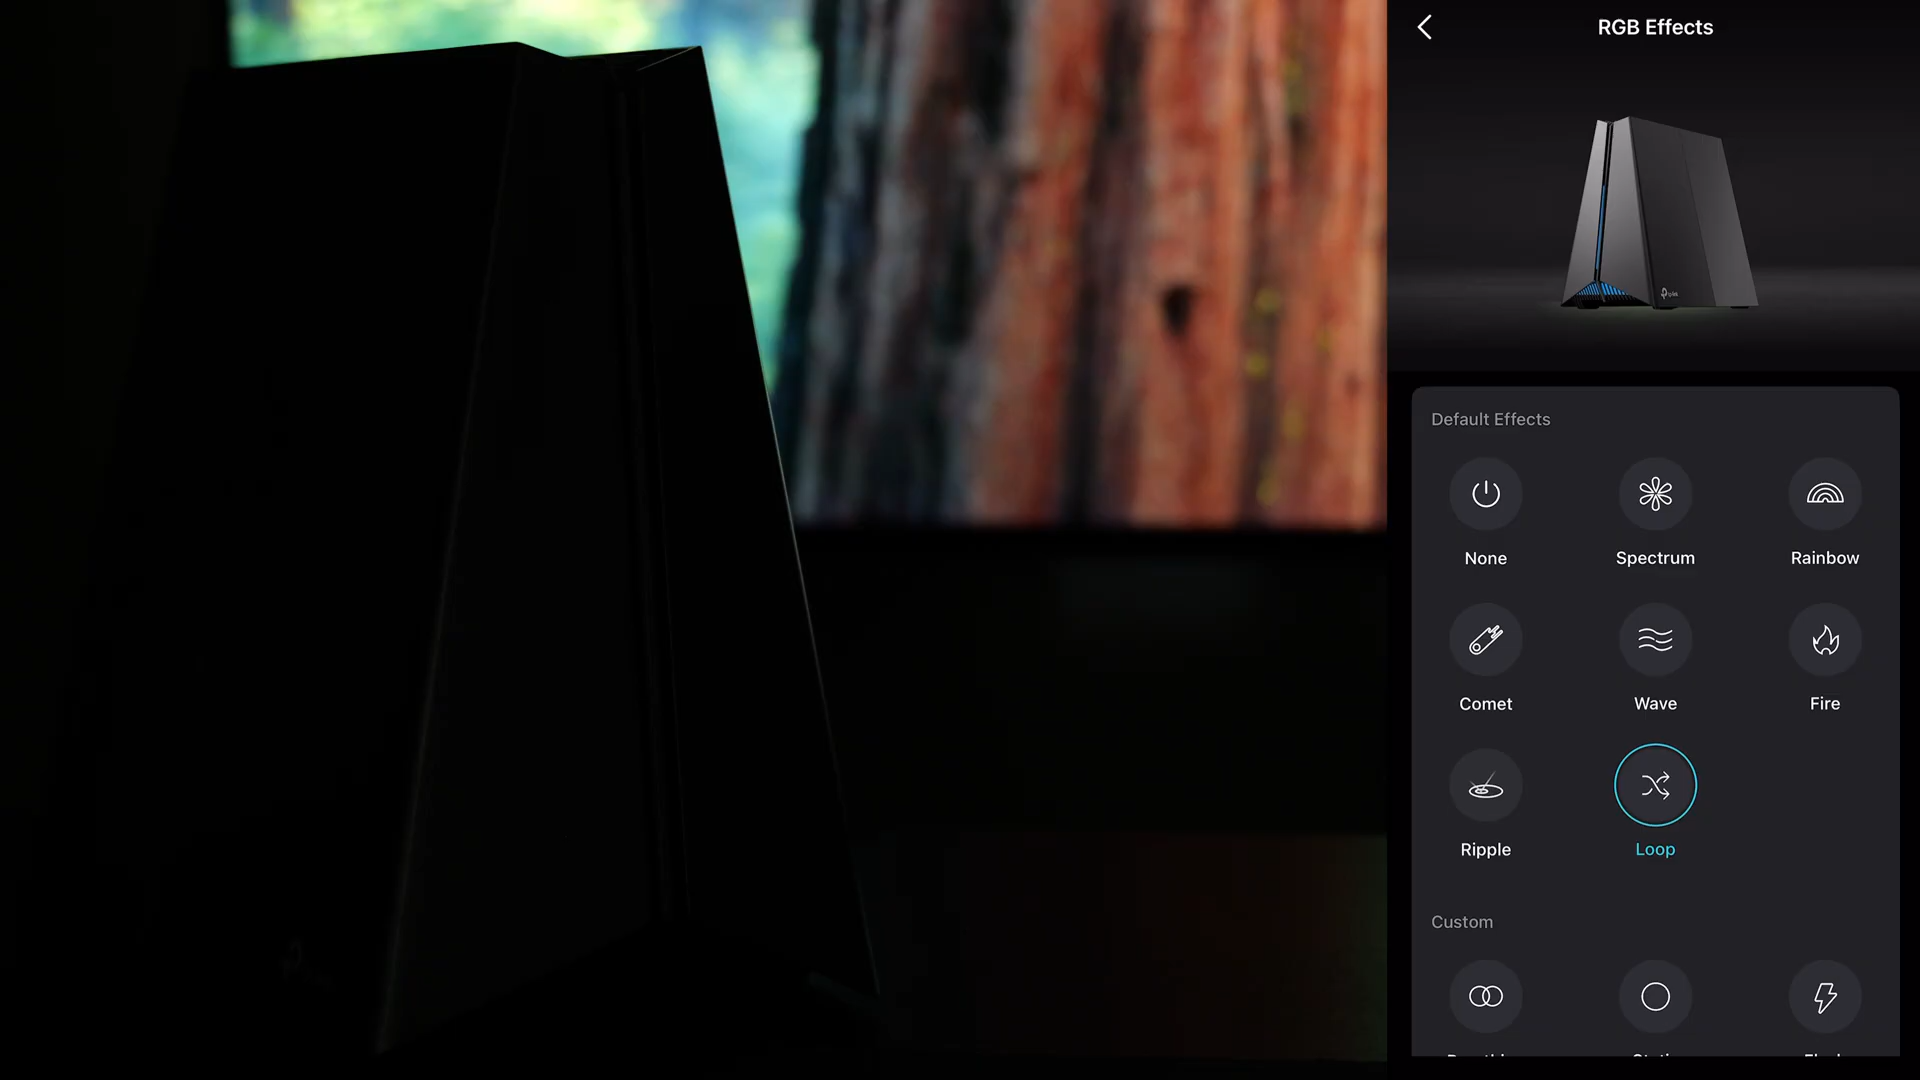 RGB Effects
Default Effects
None
Spectrum
Rainbow
Comet
Wave
Fire
Ripple
Loop
Custom